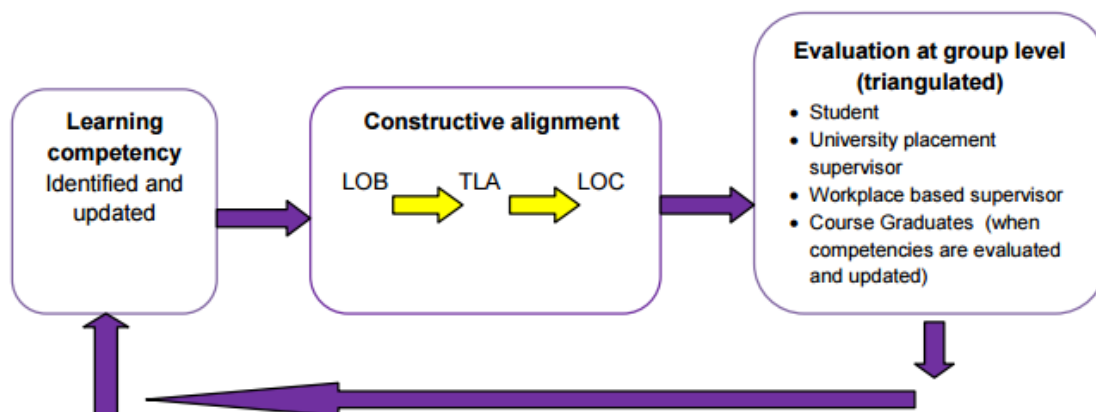 Learning
competency
Identified and
updated
Constructive alignment
LOB TLA LOC
Evaluation at group level
(triangulated)
• Student
• University placement
supervisor
• Workplace based supervisor
• Course Graduates (when
competencies are evaluated
and updated)